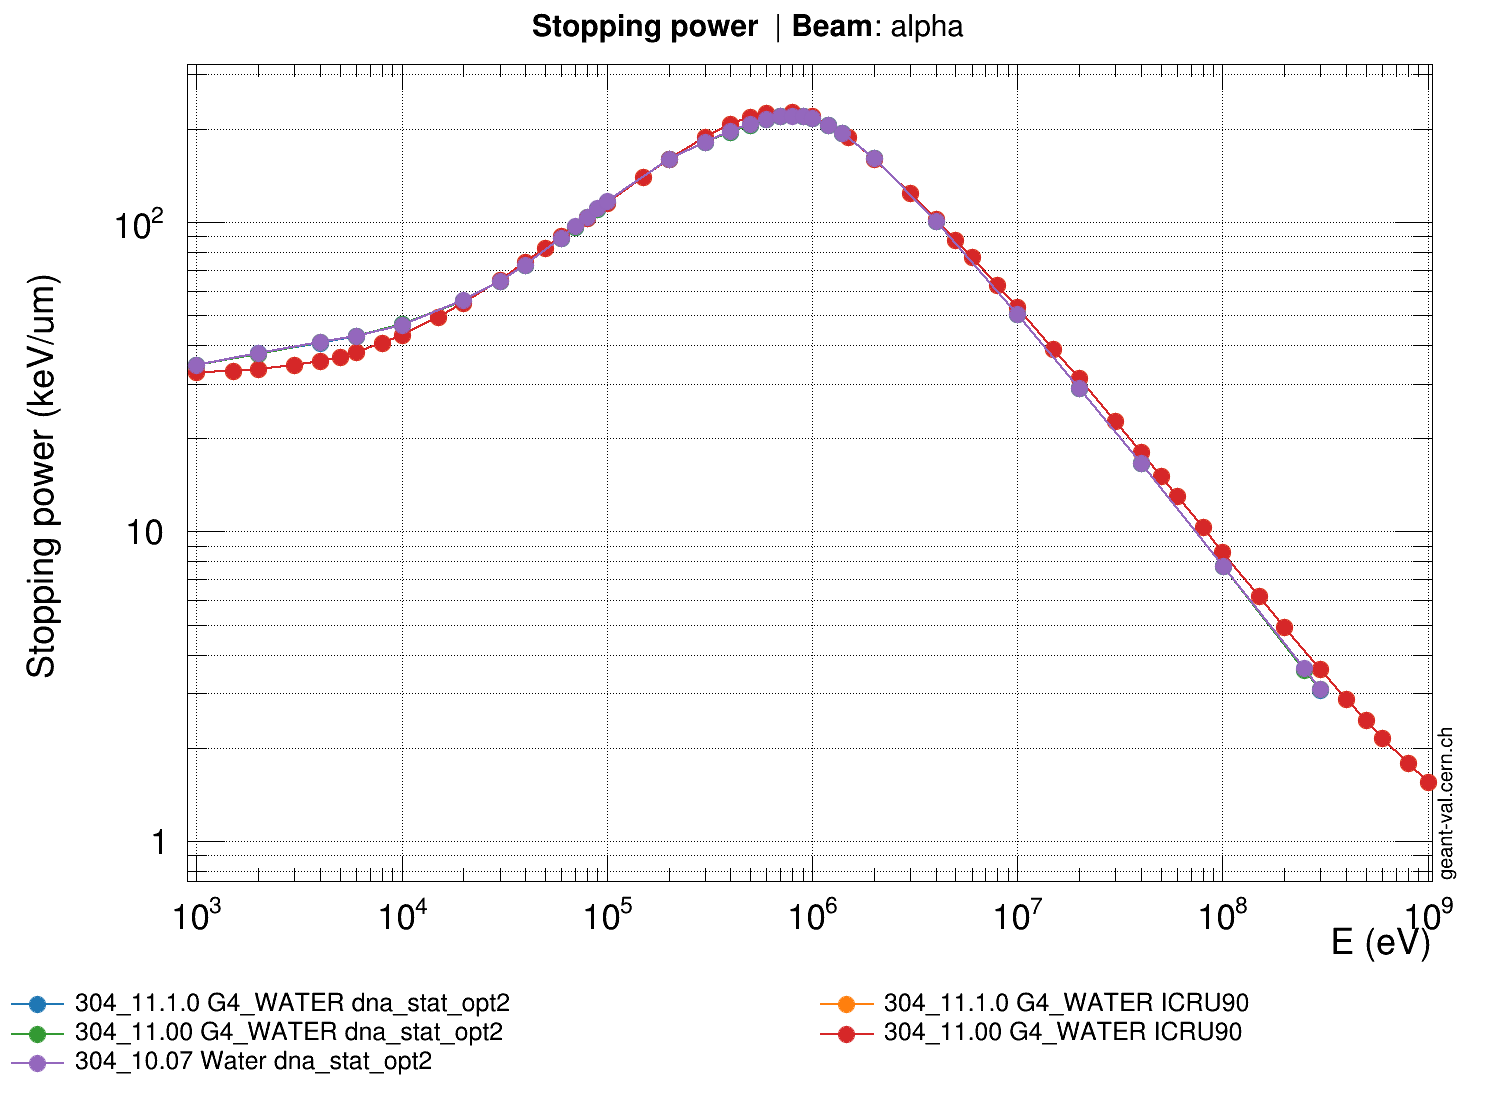 Stopping power | Beam: alpha
Stopping power (keV/um)
10²
10
1
10³ 10⁴ 10⁵ 10⁶ 10⁷ 10⁸ 10⁹
E (eV)
geant-val.cern.ch
304_11.1.0 G4_WATER dna_stat_opt2
304_11.00 G4_WATER dna_stat_opt2
304_10.07 Water dna_stat_opt2
304_11.1.0 G4_WATER ICRU90
304_11.00 G4_WATER ICRU90